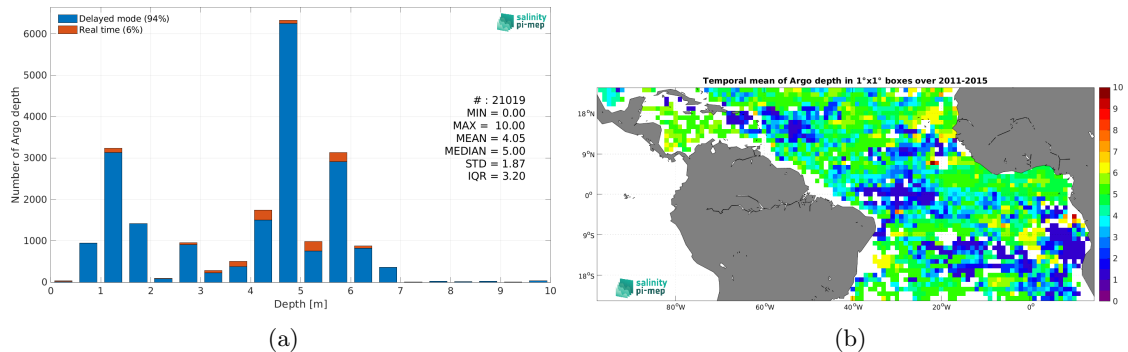 Delayed mode (94%)
Real time (6%)
salinity
pi-mep
# : 21019
MIN = 0.00
MAX = 10.00
MEAN = 4.05
MEDIAN = 5.00
STD = 1.87
IQR = 3.20
Number of Argo depth
6000
5000
4000
3000
2000
1000
0
0 1 2 3 4 5 6 7 8 9 10
Depth [m]
(a)
Temporal mean of Argo depth in 1°x1° boxes over 2011-2015
18°N
9°N
0°
9°S
18°S
80°W 60°W 40°W 20°W 0°
salinity
pi-mep
10
9
8
7
6
5
4
3
2
1
0
(b)